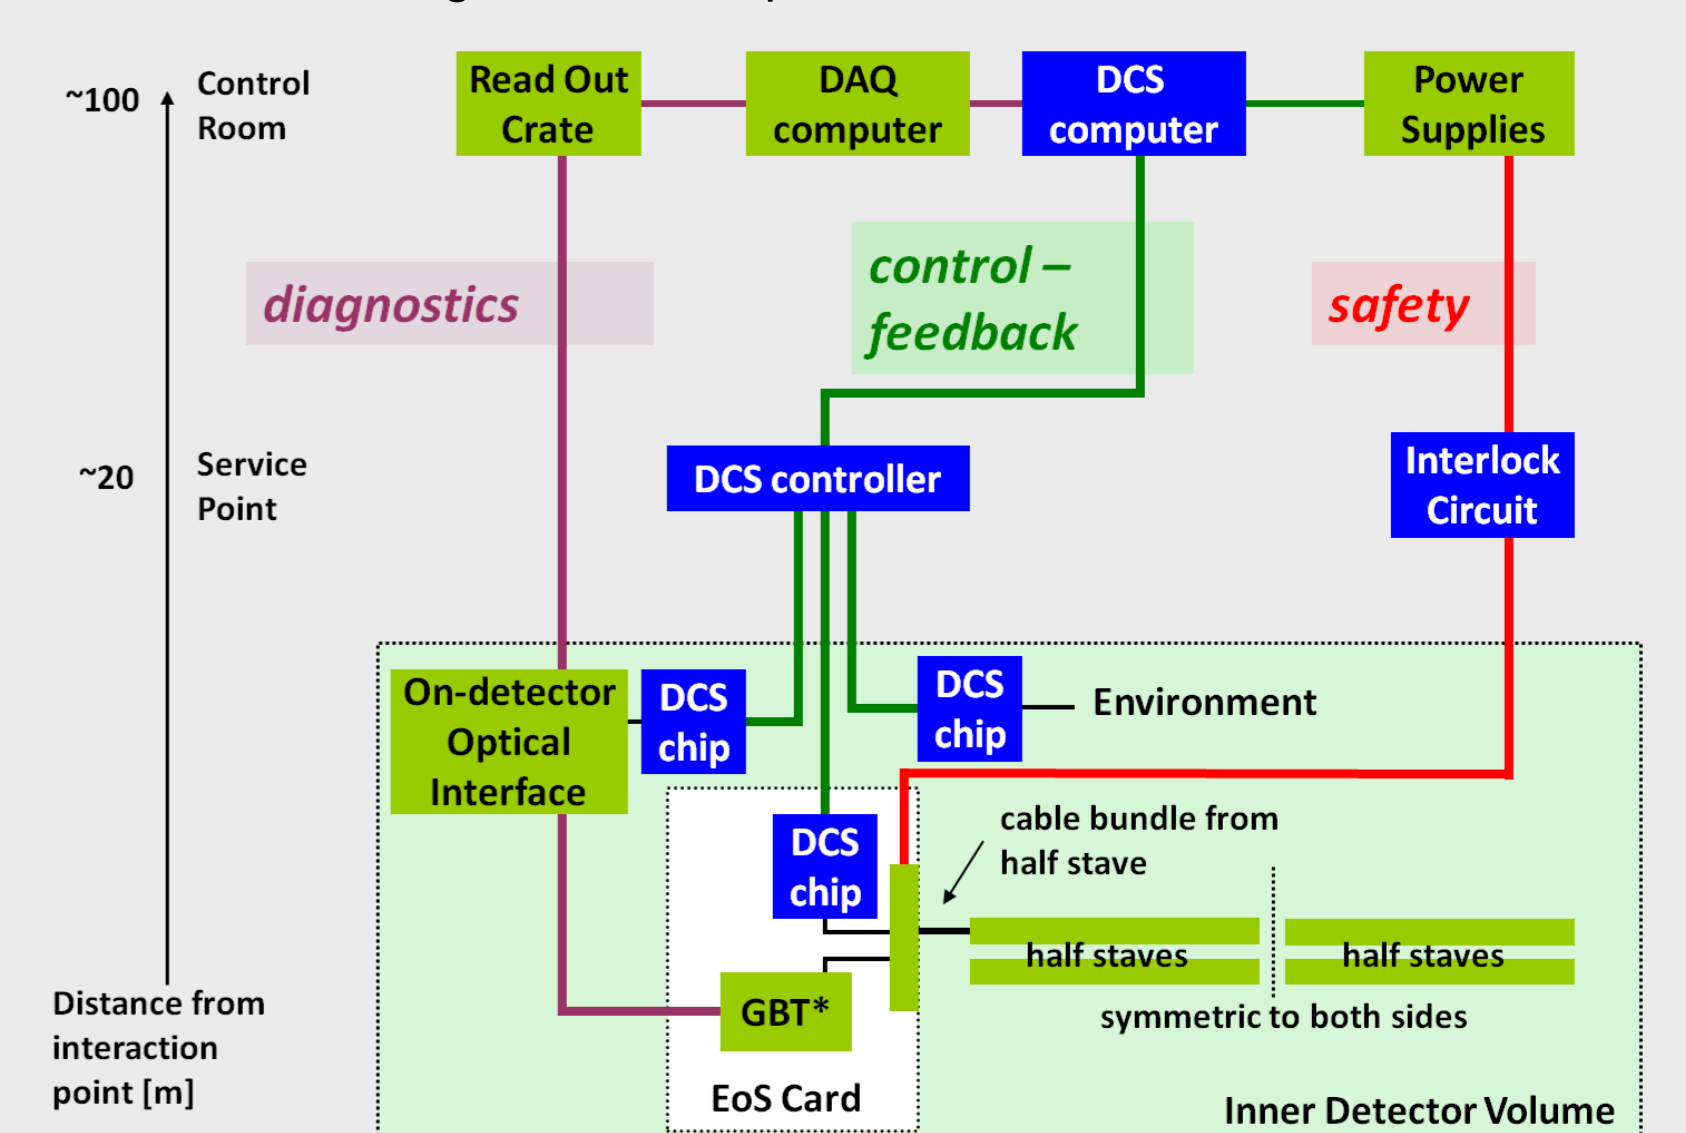 ~100
Control
Room
Read Out
Crate
DAQ
computer
DCS
computer
Power
Supplies
diagnostics
control –
feedback
safety
~20
Service
Point
DCS controller
Interlock
Circuit
On-detector
Optical
Interface
DCS
chip
DCS
chip
Environment
DCS
chip
cable bundle from
half stave
half staves
half staves
symmetric to both sides
GBT*
EoS Card
Inner Detector Volume
Distance from
interaction
point [m]